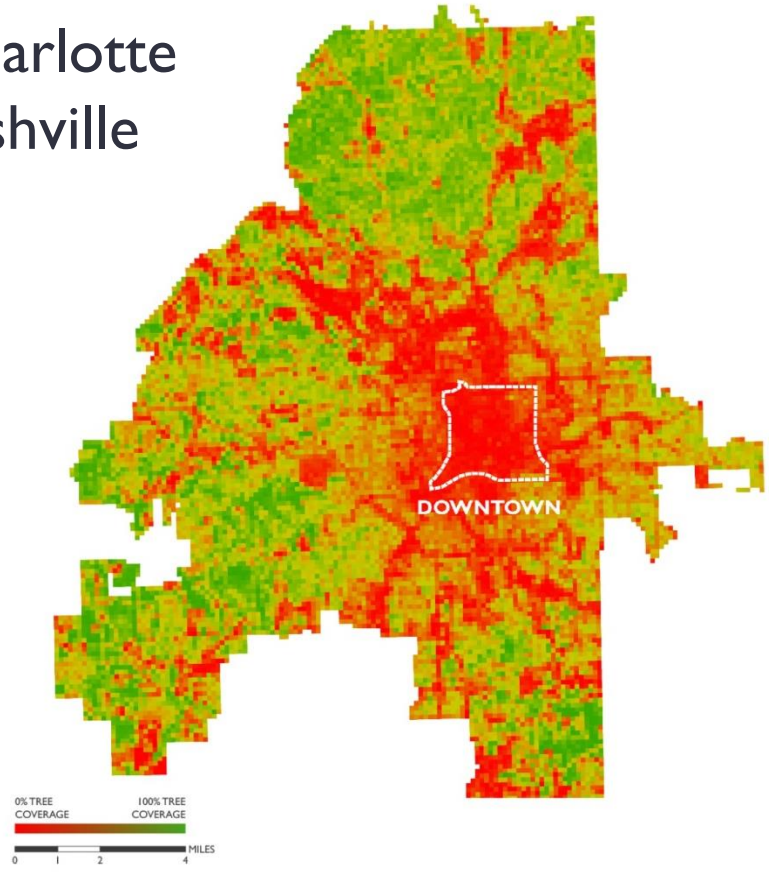 arlotte
shville
DOWNTOWN
0% TREE 100% TREE
COVERAGE COVERAGE
MILES
0 1 2 4